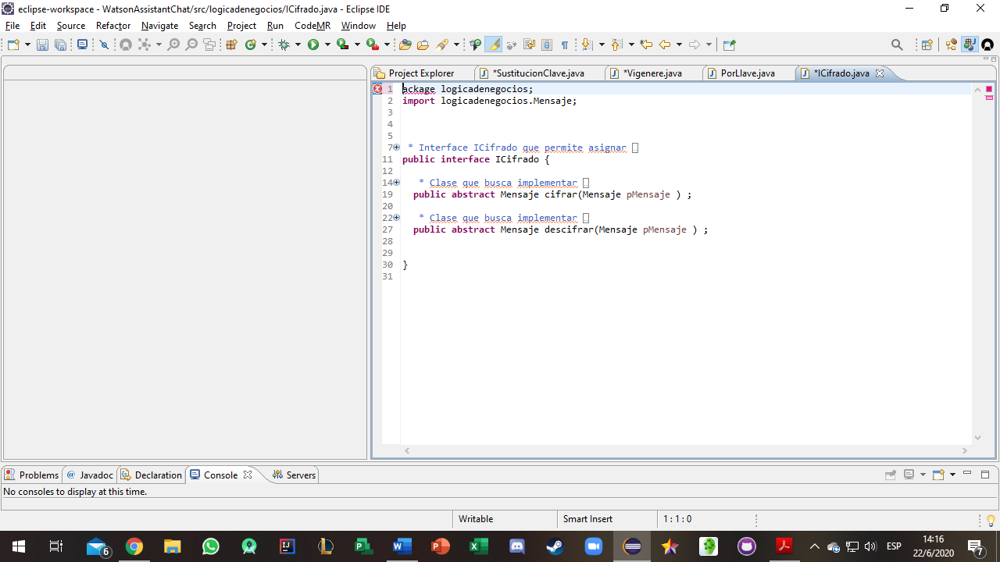 eclipse-workspace - WatsonAssistantChat/src/logicadenegocios/ICifrado.java - Eclipse IDE
File Edit Source Refactor Navigate Search Project Run CodeMR Window Help
Project Explorer *SustitucionClave.java *Vigenere.java PorLlave.java *ICifrado.java
1 ackage logicadenegocios;
2 import logicadenegocios.Mensaje;
3
4
5
7 * Interface ICifrado que permite asignar
11 public interface ICifrado {
12
14 * Clase que busca implementar
19 public abstract Mensaje cifrar(Mensaje pMensaje ) ;
20
22 * Clase que busca implementar
27 public abstract Mensaje descifrar(Mensaje pMensaje ) ;
28
29
30 }
31
Problems @ Javadoc Declaration Console Servers
No consoles to display at this time.
Writable Smart Insert 1 : 1 : 0
6 ESP 14:16
22/6/2020 7